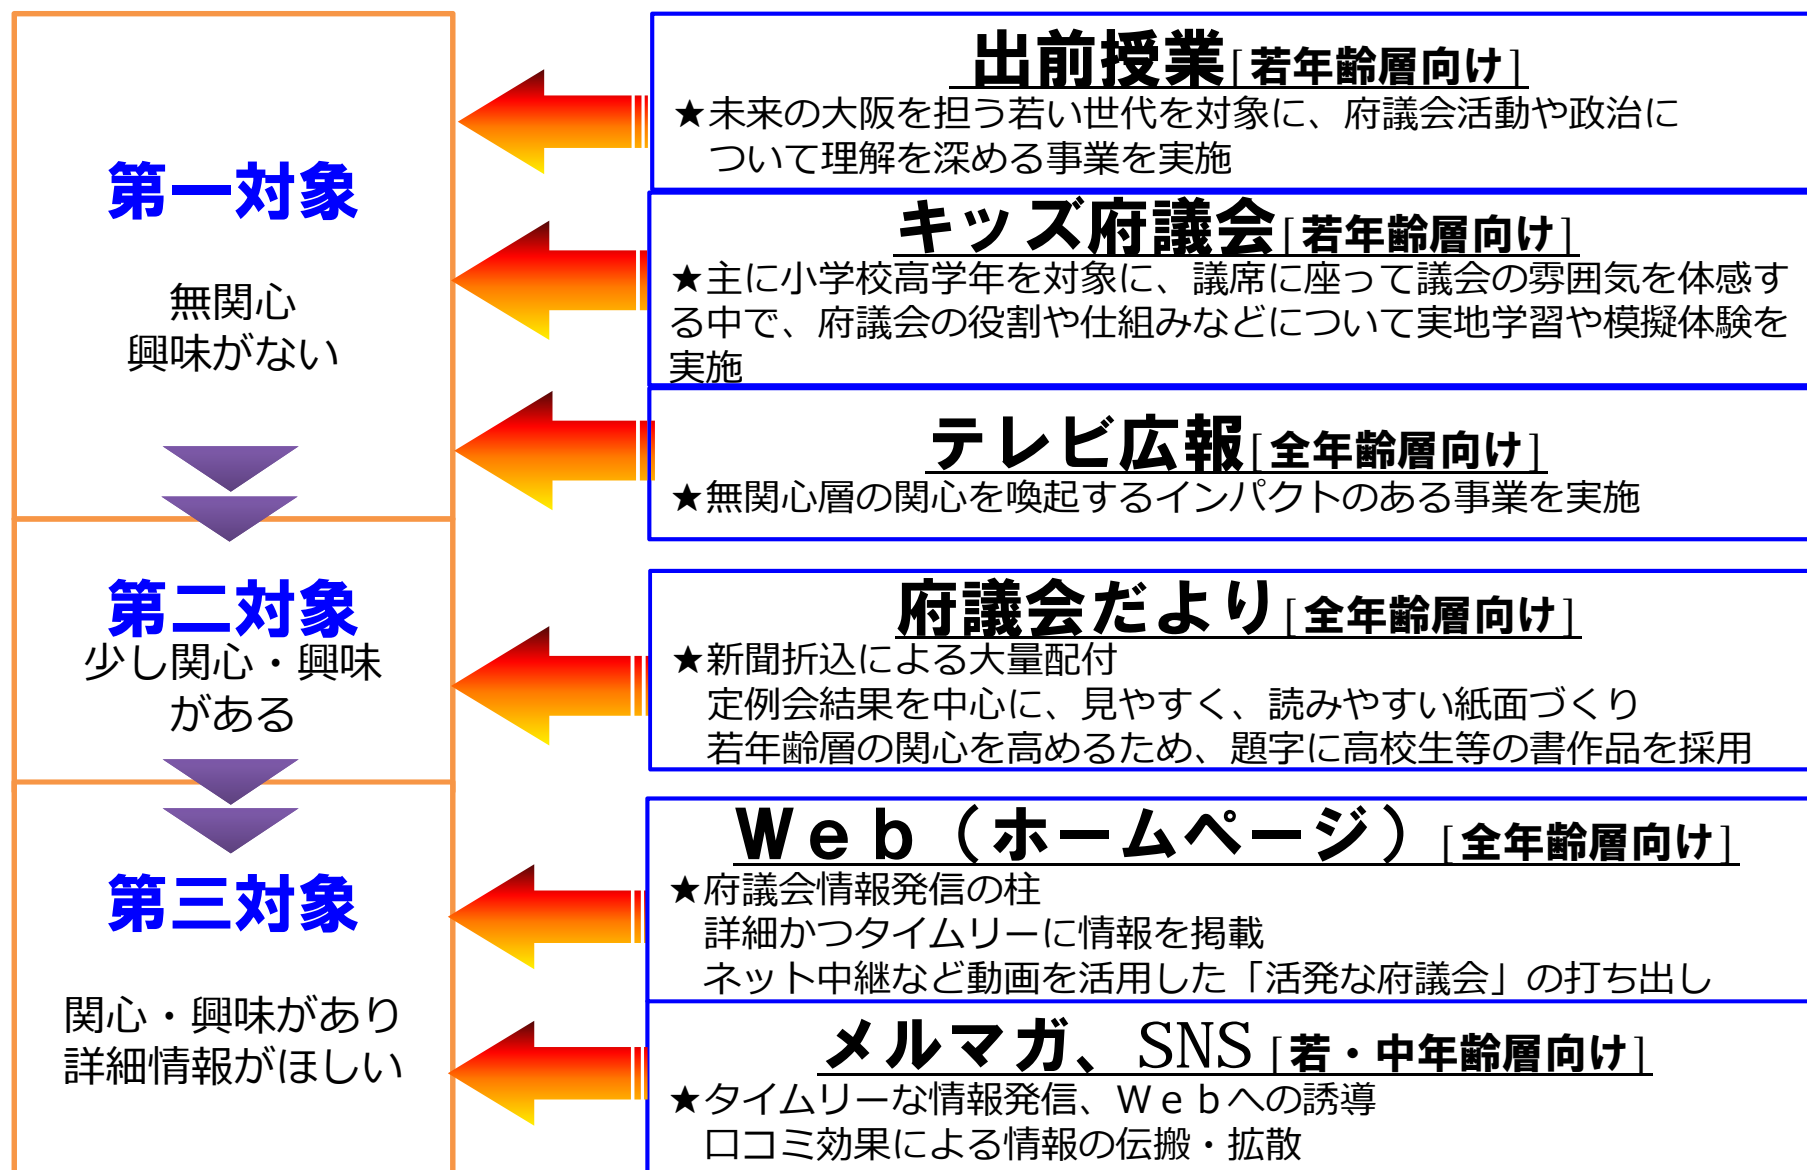 第一対象
無関心
興味がない
第二対象
少し関心・興味
がある
第三対象
関心・興味があり
詳細情報がほしい
出前授業[若年齢層向け]
★未来の大阪を担う若い世代を対象に、府議会活動や政治に
ついて理解を深める事業を実施
キッズ府議会[若年齢層向け]
★主に小学校高学年を対象に、議席に座って議会の雰囲気を体感す
る中で、府議会の役割や仕組みなどについて実地学習や模擬体験を
実施
テレビ広報[全年齢層向け]
★無関心層の関心を喚起するインパクトのある事業を実施
府議会だより[全年齢層向け]
★新聞折込による大量配付
定例会結果を中心に、見やすく、読みやすい紙面づくり
若年齢層の関心を高めるため、題字に高校生等の書作品を採用
Ｗｅｂ（ホームページ）[全年齢層向け]
★府議会情報発信の柱
詳細かつタイムリーに情報を掲載
ネット中継など動画を活用した「活発な府議会」の打ち出し
メルマガ、SNS[若・中年齢層向け]
★タイムリーな情報発信、Ｗｅｂへの誘導
口コミ効果による情報の伝搬・拡散